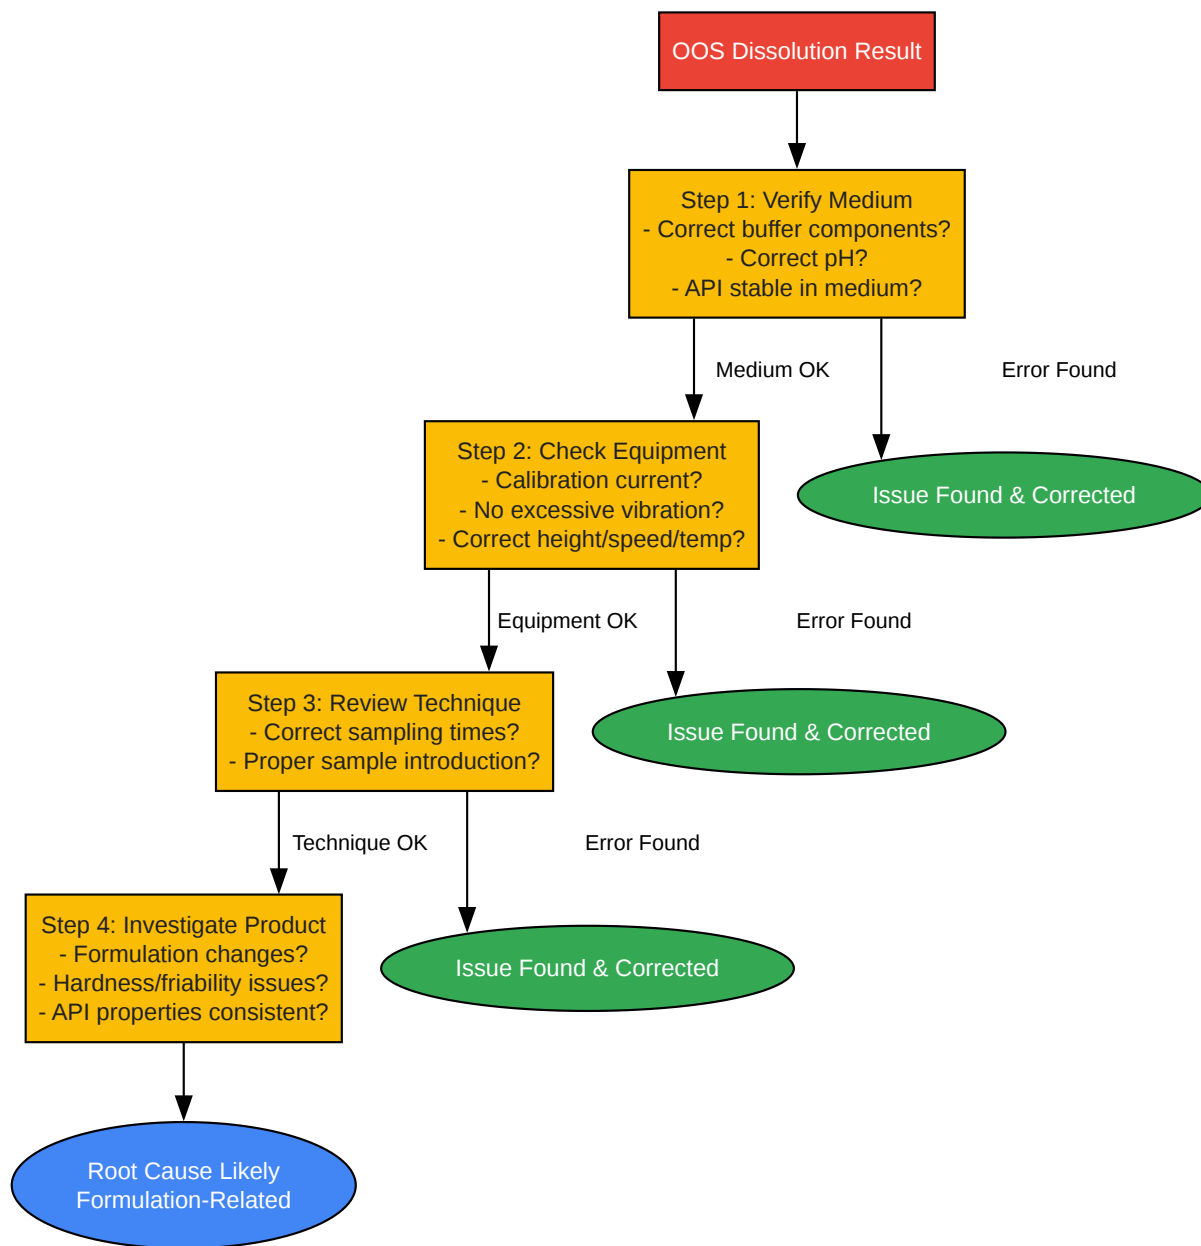 OOS Dissolution Result
Step 1: Verify Medium
- Correct buffer components?
- Correct pH?
- API stable in medium?
Medium OK
Error Found
Step 2: Check Equipment
- Calibration current?
- No excessive vibration?
- Correct height/speed/temp?
Issue Found & Corrected
Equipment OK
Error Found
Step 3: Review Technique
- Correct sampling times?
- Proper sample introduction?
Issue Found & Corrected
Technique OK
Error Found
Step 4: Investigate Product
- Formulation changes?
- Hardness/friability issues?
- API properties consistent?
Issue Found & Corrected
Root Cause Likely
Formulation-Related